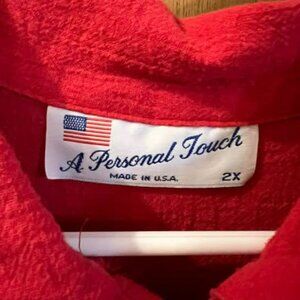 A Personal Touch
MADE IN U.S.A. 2X